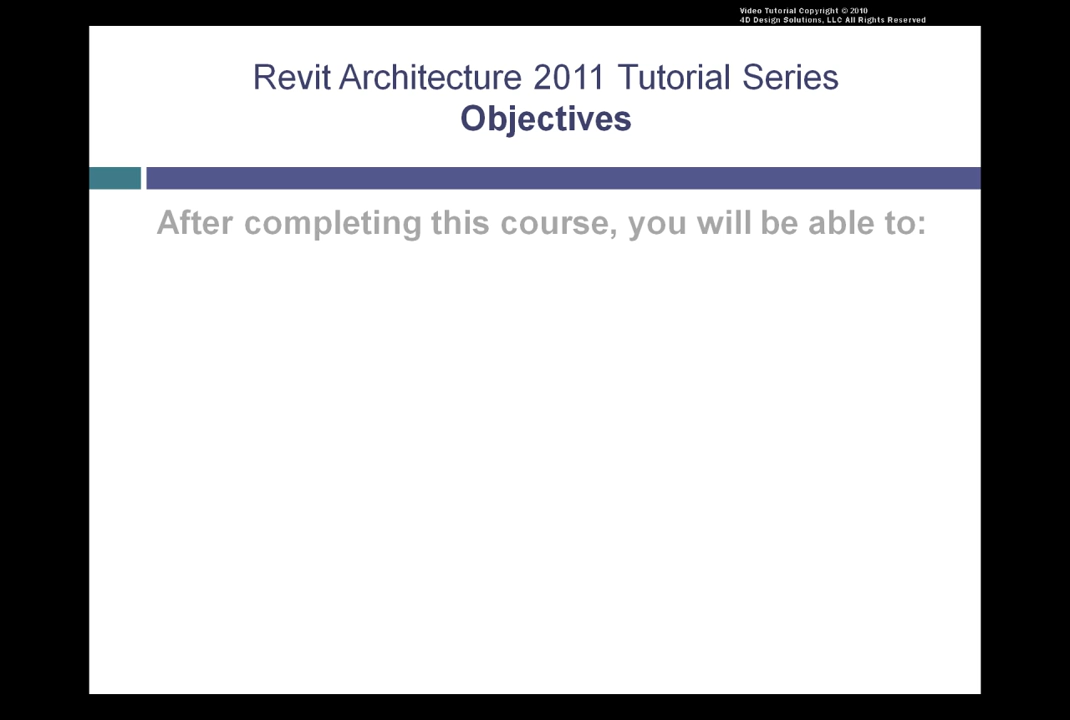 Video Tutorial Copyright © 2010
4D Design Solutions, LLC All Rights Reserved
Revit Architecture 2011 Tutorial Series
Objectives
After completing this course, you will be able to: